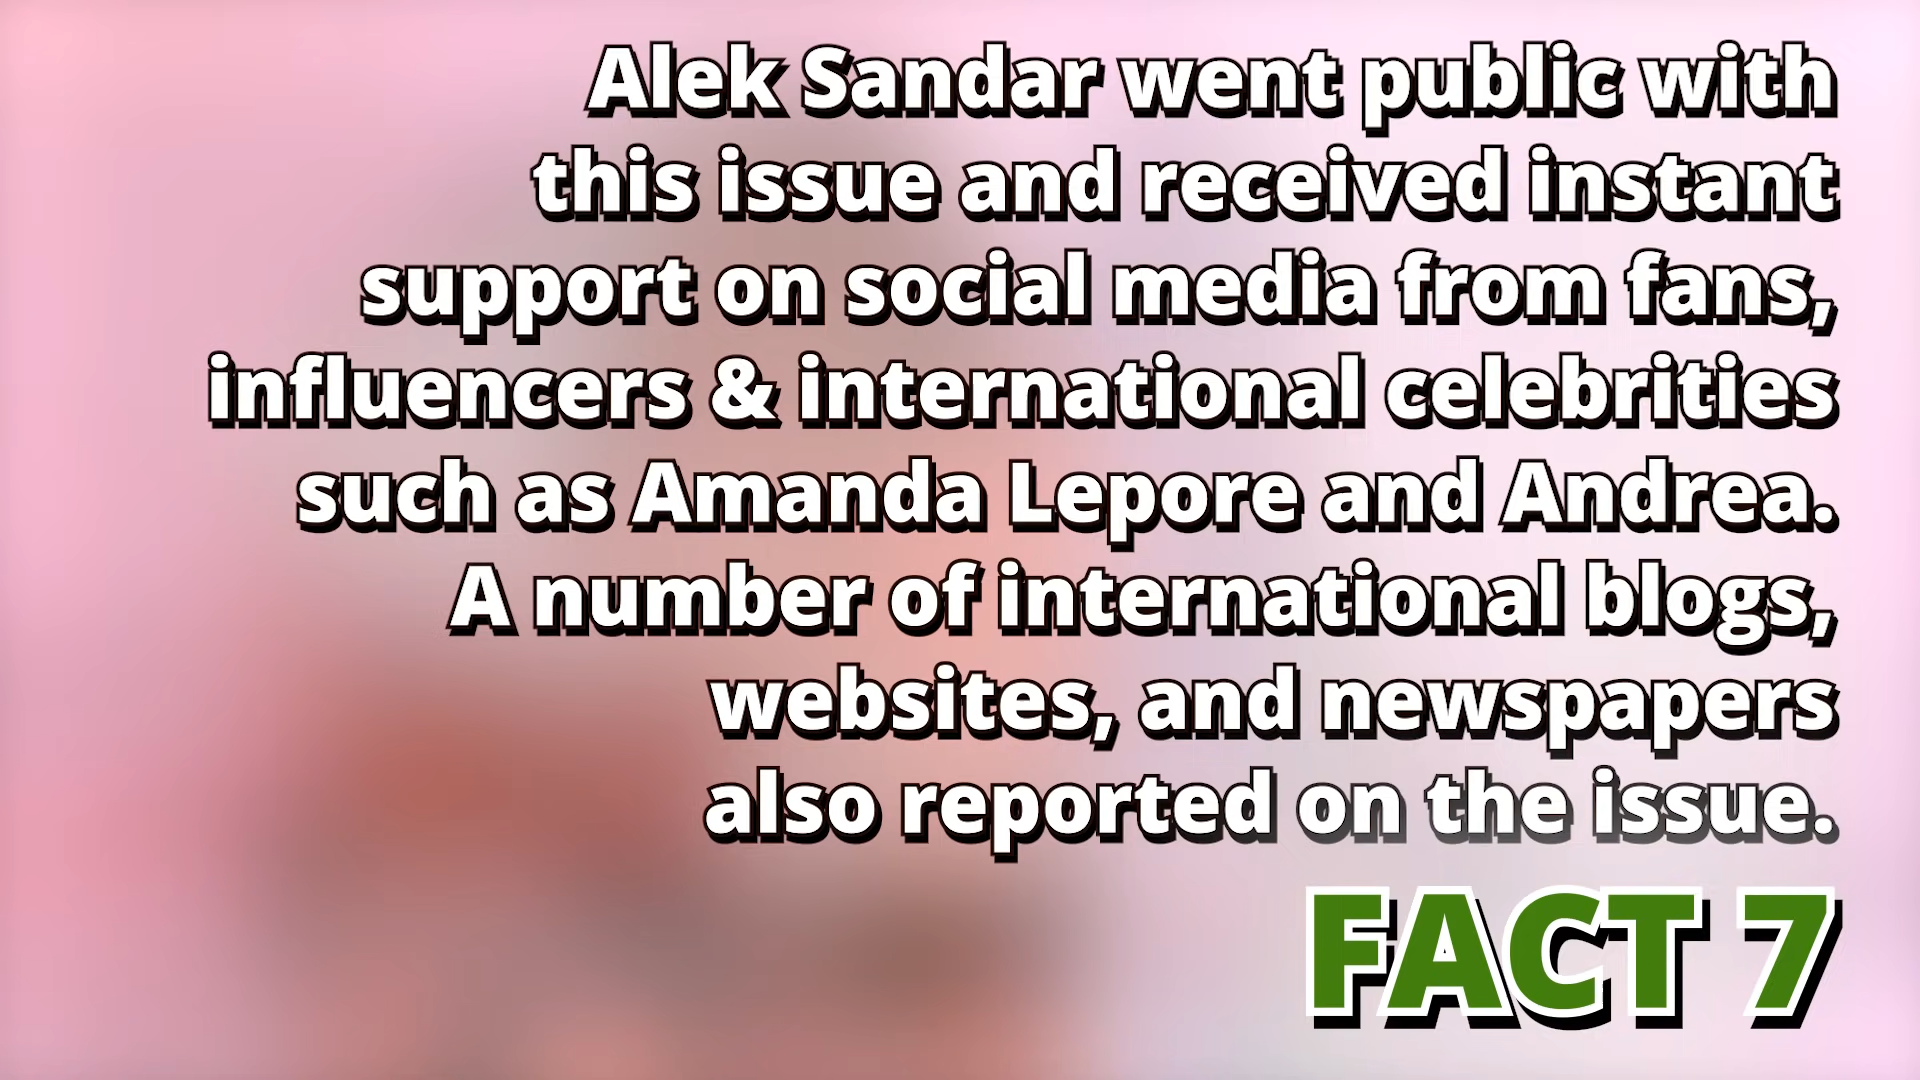 Alek Sandar went public with
this issue and received instant
support on social media from fans,
influencers & international celebrities
such as Amanda Lepore and Andrea.
A number of international blogs,
websites, and newspapers
also reported on the issue.
FACT 7